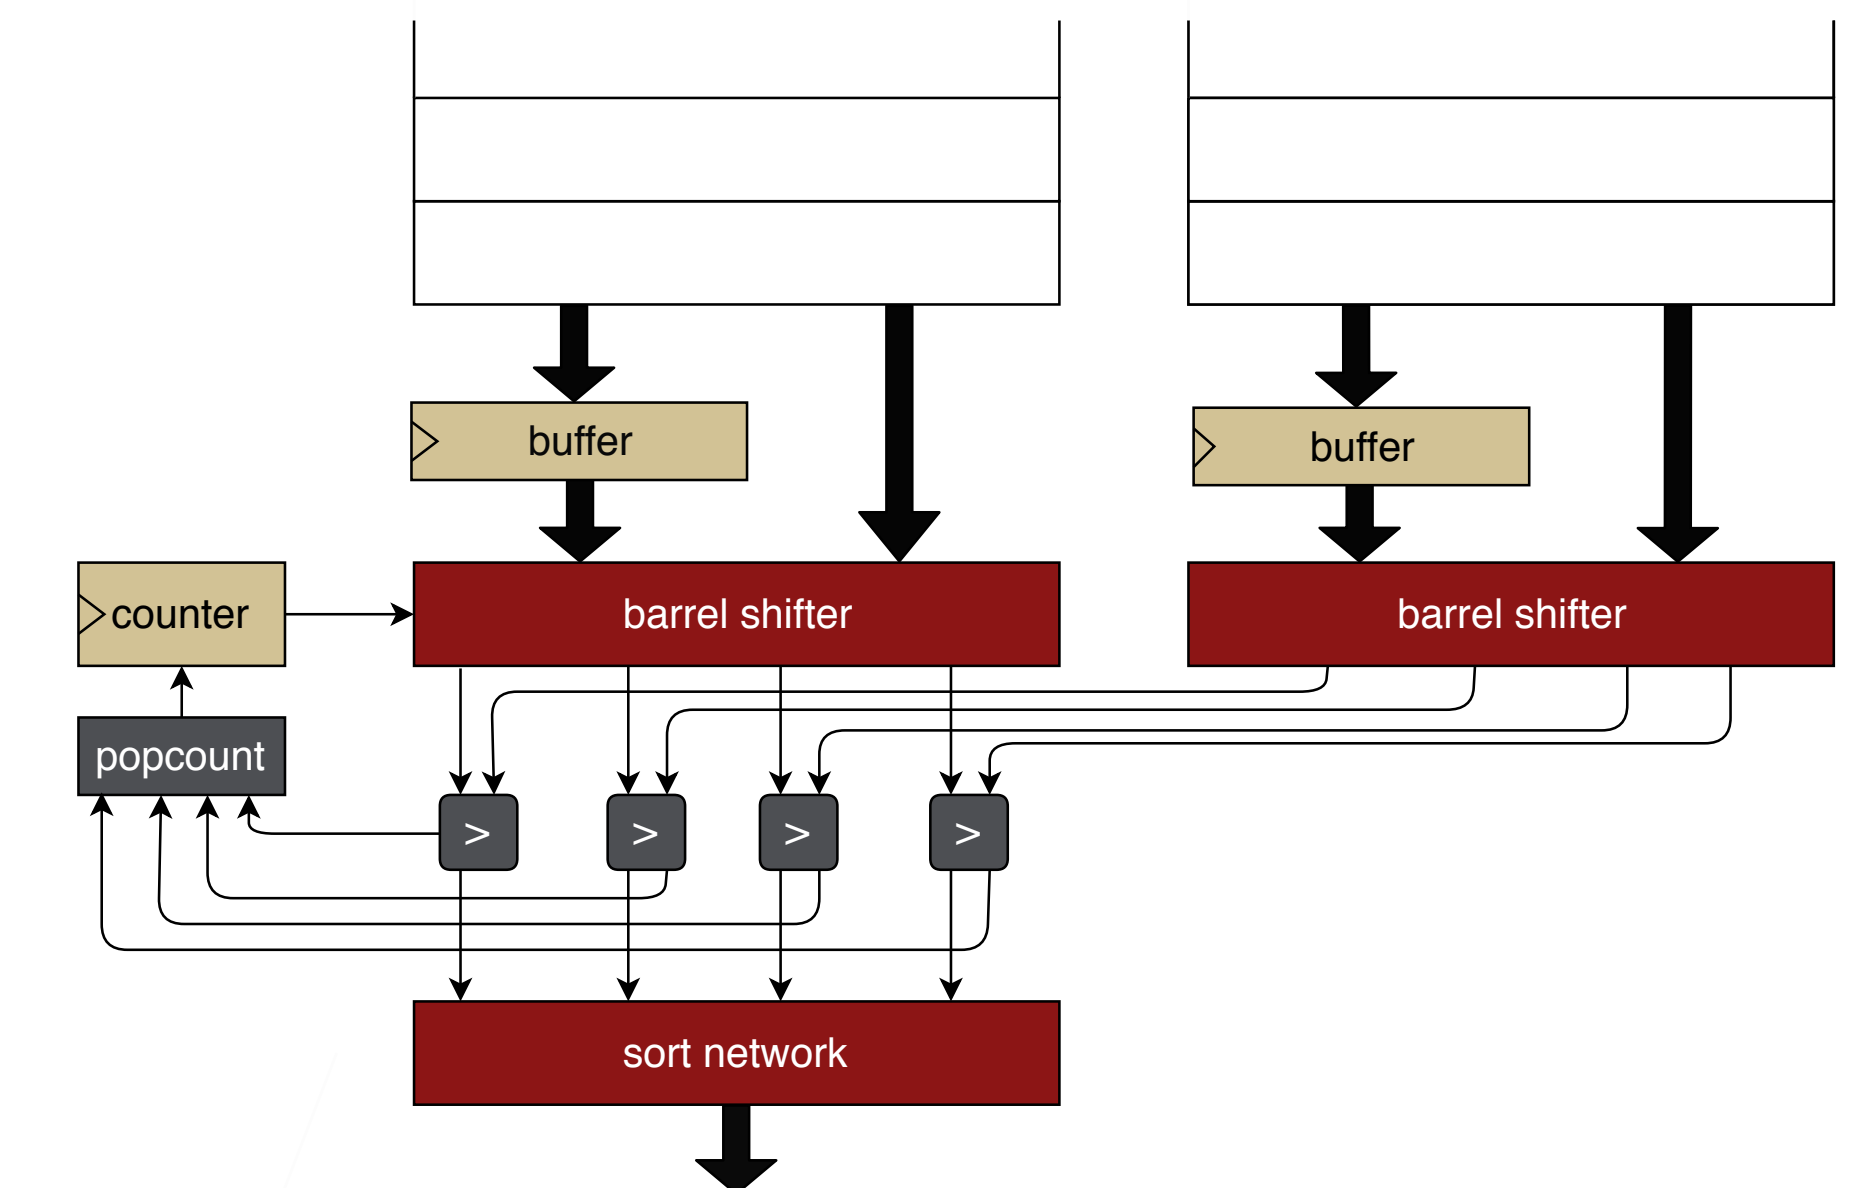 buffer
buffer
counter
barrel shifter
barrel shifter
popcount
>
>
>
>
sort network